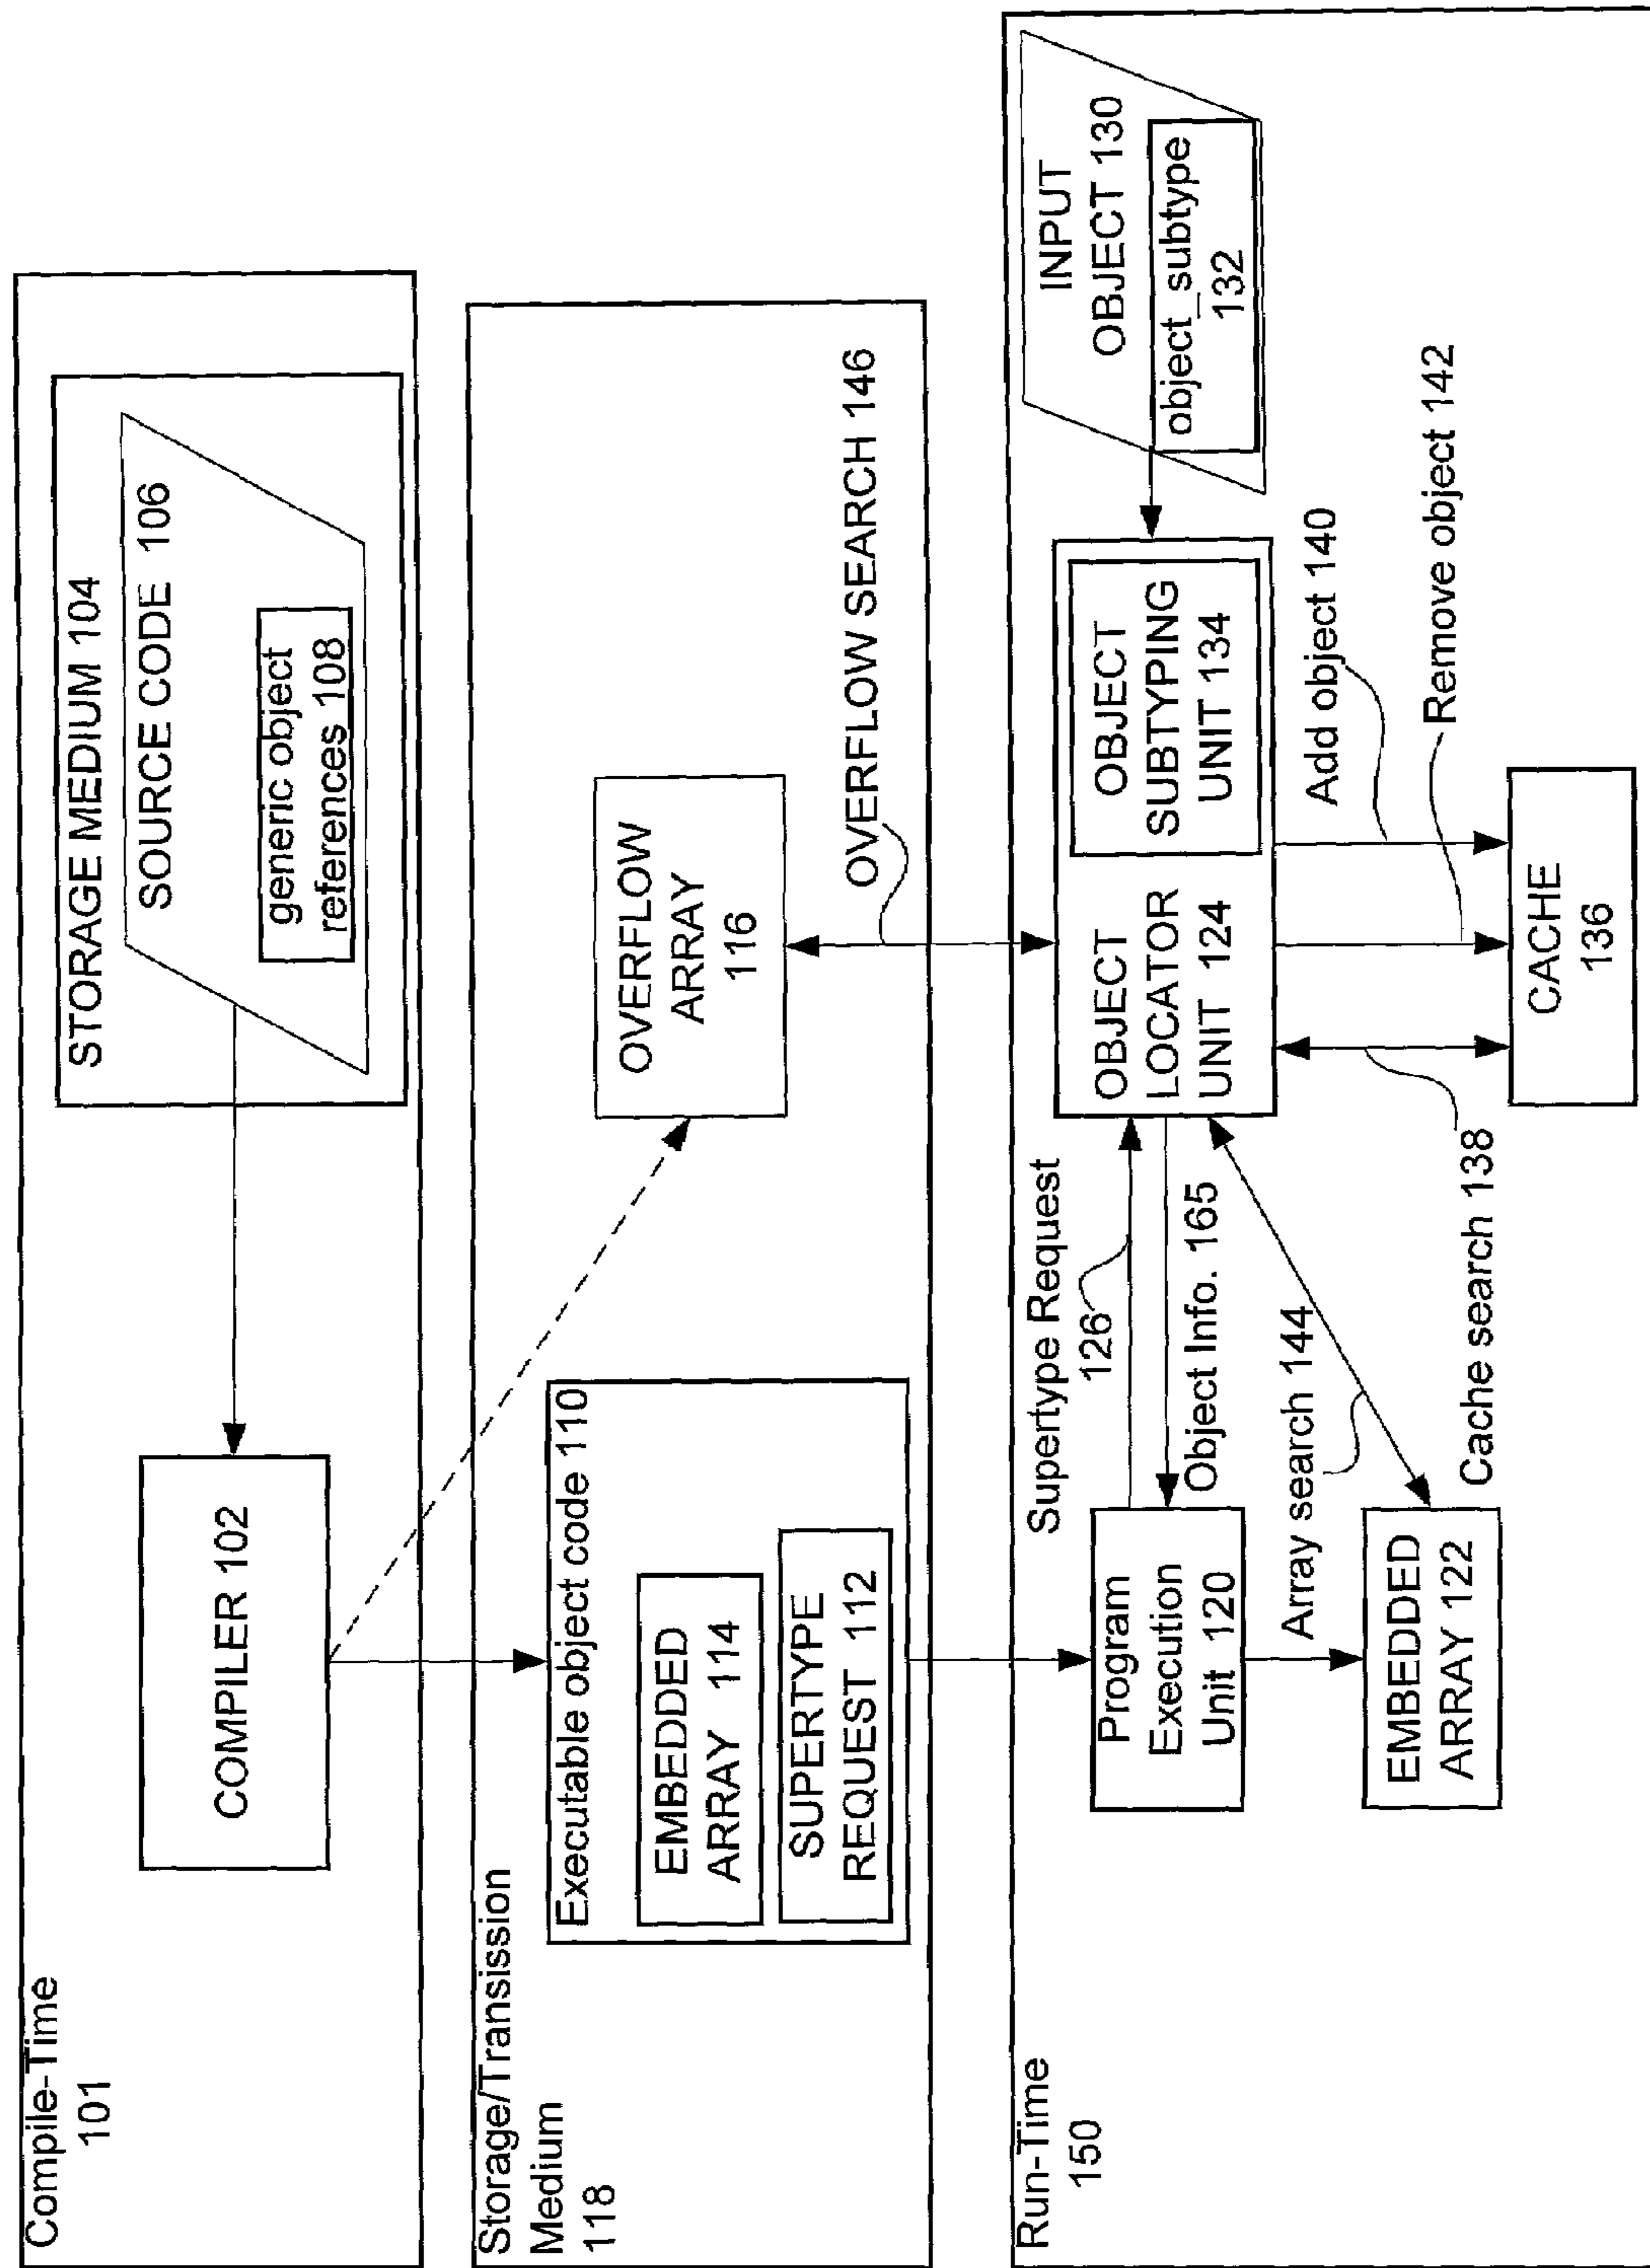 Compile-Time
101
COMPILER 102
STORAGE MEDIUM 104
SOURCE CODE 106
generic object
references 108
Storage/Transission
Medium
118
Executable object code 110
EMBEDDED
ARRAY 114
SUPERTYPE
REQUEST 112
OVERFLOW
ARRAY
116
OVERFLOW SEARCH 146
Run-Time
150
Program
Execution
Unit 120
EMBEDDED
ARRAY 122
Supertype Request
126
Object Info. 165
Array search 144
Cache search 138
OBJECT
LOCATOR
UNIT 124
OBJECT
SUBTYPING
UNIT 134
INPUT
OBJECT 130
object_subtype
132
Add object 140
Remove object 142
CACHE
136